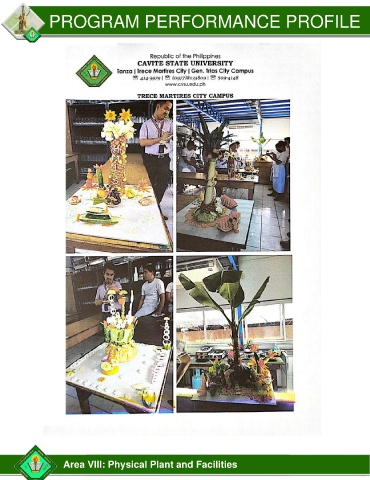 PROGRAM PERFORMANCE PROFILE
Republic of the Philippines
CAVITE STATE UNIVERSITY
Tanza | Trece Martires City | Gen. Trias City Campus
www.cvsu.edu.ph
TRECE MARTIRES CITY CAMPUS
Area VIII: Physical Plant and Facilities